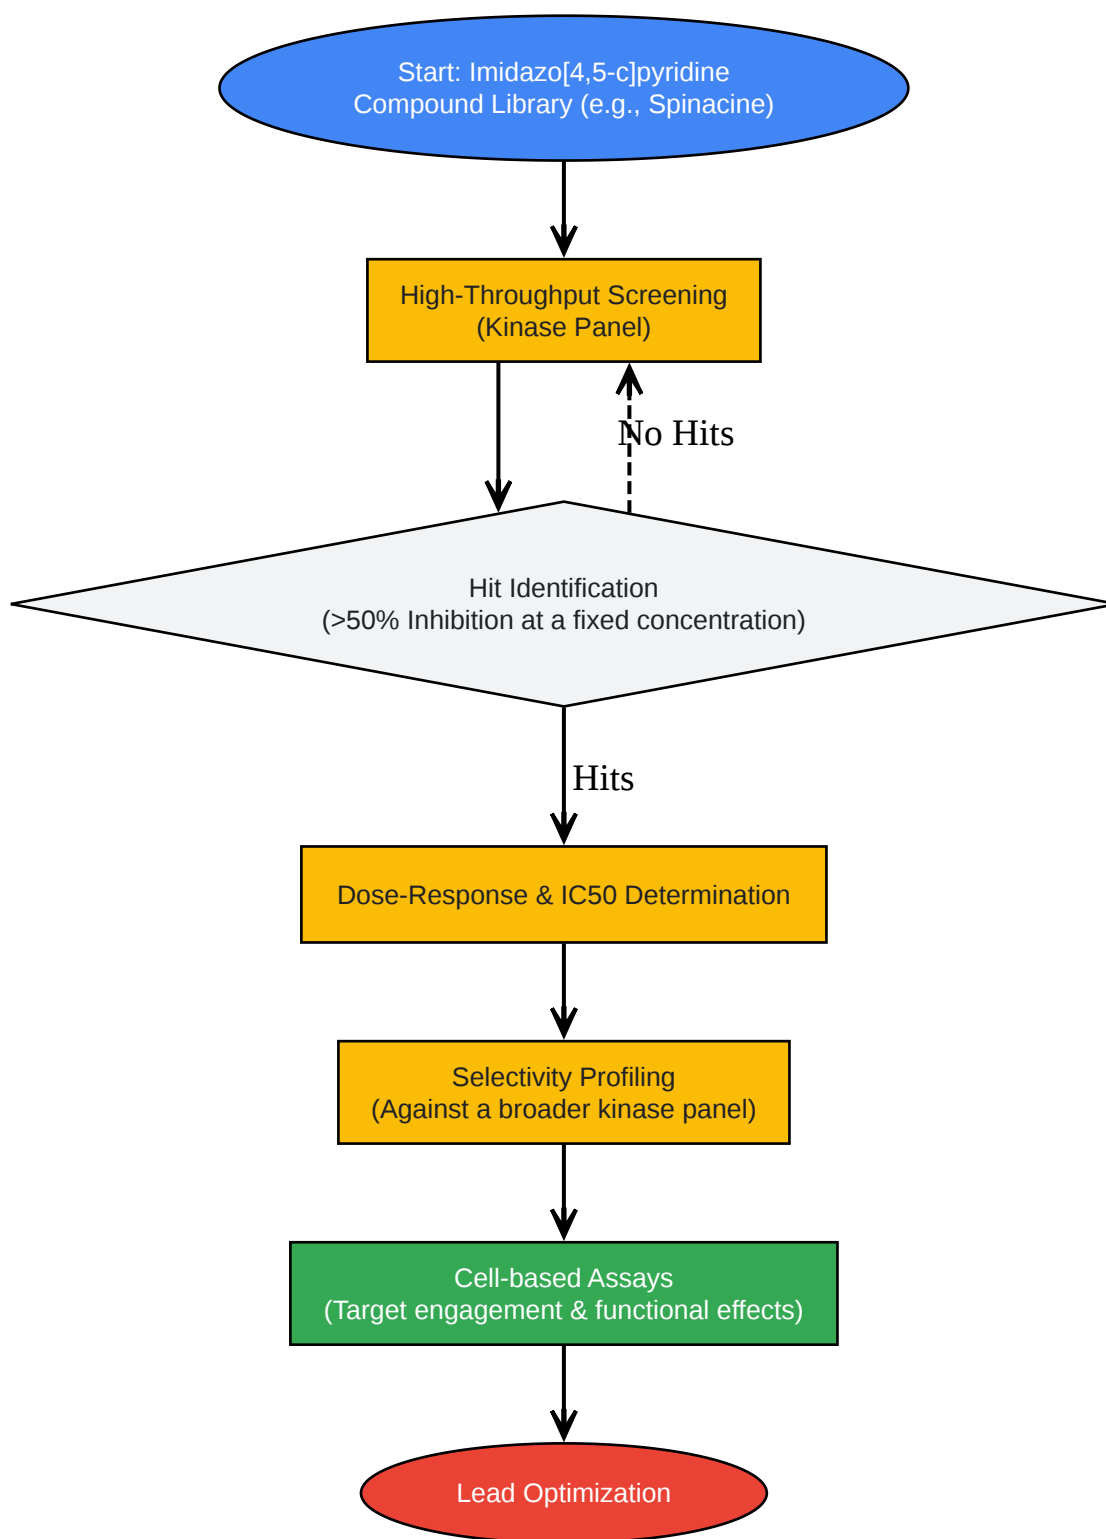 Start: Imidazo[4,5-c]pyridine
Compound Library (e.g., Spinacine)
High-Throughput Screening
(Kinase Panel)
No Hits
Hit Identification
(>50% Inhibition at a fixed concentration)
Hits
Dose-Response & IC50 Determination
Selectivity Profiling
(Against a broader kinase panel)
Cell-based Assays
(Target engagement & functional effects)
Lead Optimization